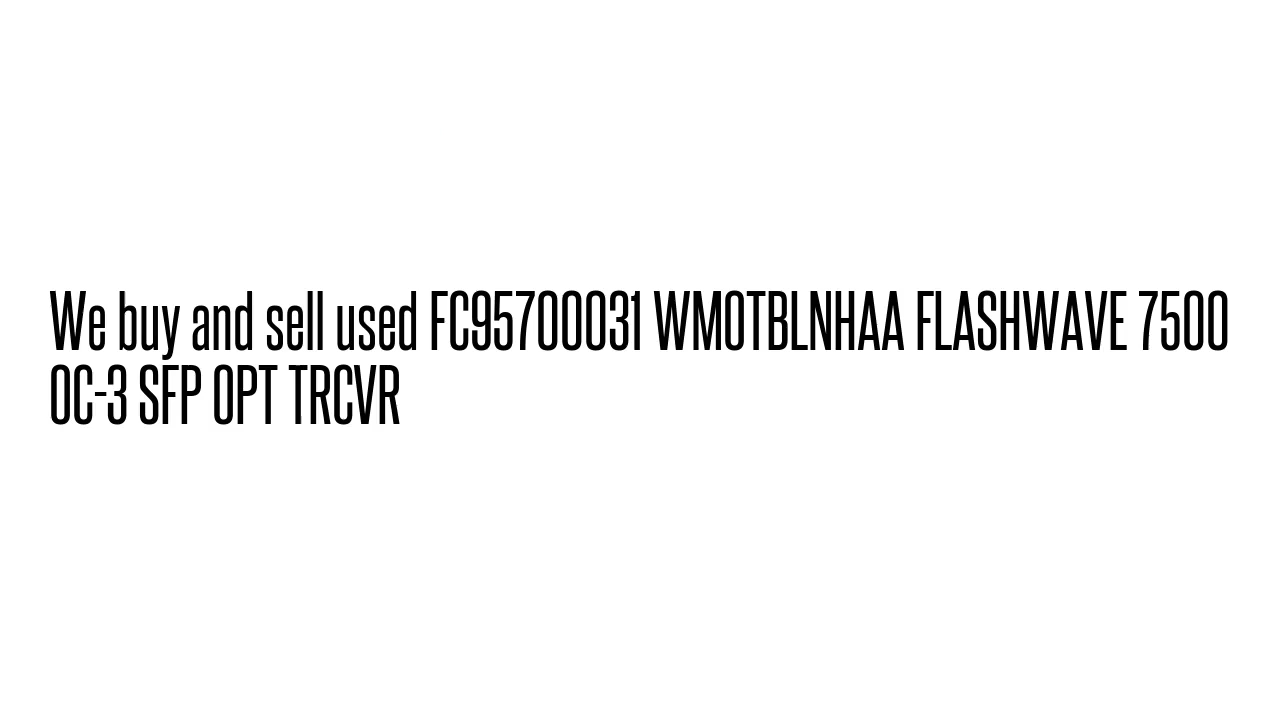 We buy and sell used FC95700031 WMOTBLNHAA FLASHWAVE 7500
OC-3 SFP OPT TRCVR